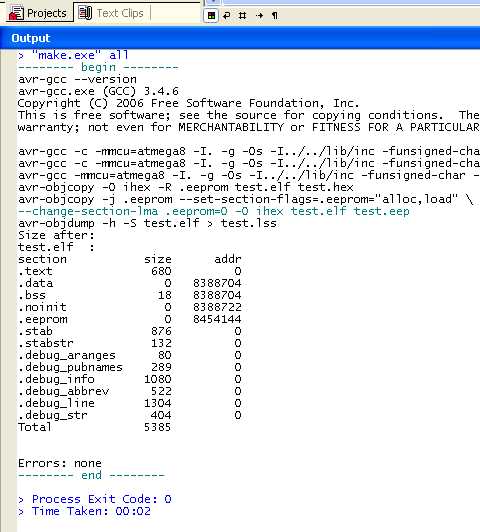 Projects Text Clips
Output
> "make.exe" all
-------- begin --------
avr-gcc --version
avr-gcc.exe (GCC) 3.4.6
Copyright (C) 2006 Free Software Foundation, Inc.
This is free software; see the source for copying conditions. The
warranty; not even for MERCHANTABILITY or FITNESS FOR A PARTICULAR
avr-gcc -c -mmcu=atmega8 -I. -g -Os -I../../lib/inc -funsigned-cha
avr-gcc -c -mmcu=atmega8 -I. -g -Os -I../../lib/inc -funsigned-cha
avr-gcc -mmcu=atmega8 -I. -g -Os -I../../lib/inc -funsigned-char -
avr-objcopy -O ihex -R .eeprom test.elf test.hex
avr-objcopy -j .eeprom --set-section-flags=.eeprom="alloc,load" \
--change-section-lma .eeprom=0 -O ihex test.elf test.eep
avr-objdump -h -S test.elf > test.lss
Size after:
test.elf :
section size addr
.text 680 0
.data 0 8388704
.bss 18 8388704
.noinit 0 8388722
.eeprom 0 8454144
.stab 876 0
.stabstr 132 0
.debug_aranges 80 0
.debug_pubnames 289 0
.debug_info 1080 0
.debug_abbrev 522 0
.debug_line 1304 0
.debug_str 404 0
Total 5385
Errors: none
-------- end --------
> Process Exit Code: 0
> Time Taken: 00:02